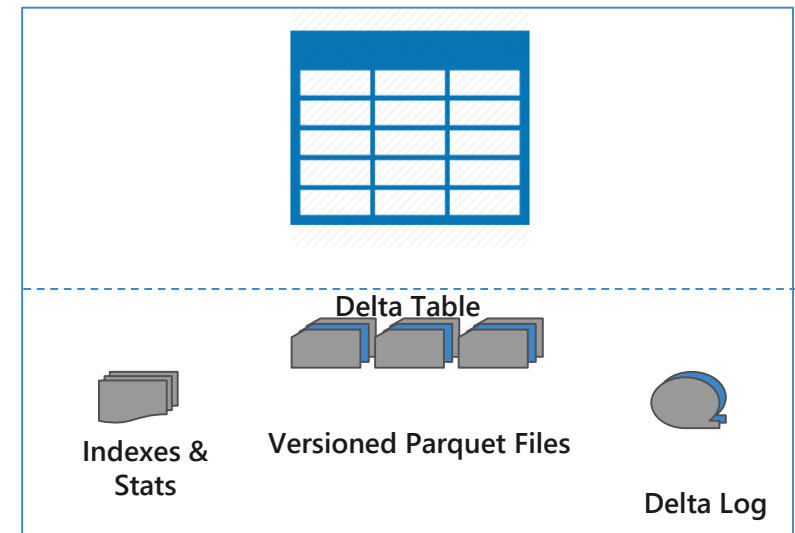 Delta Table
Indexes &
Stats
Versioned Parquet Files
Delta Log